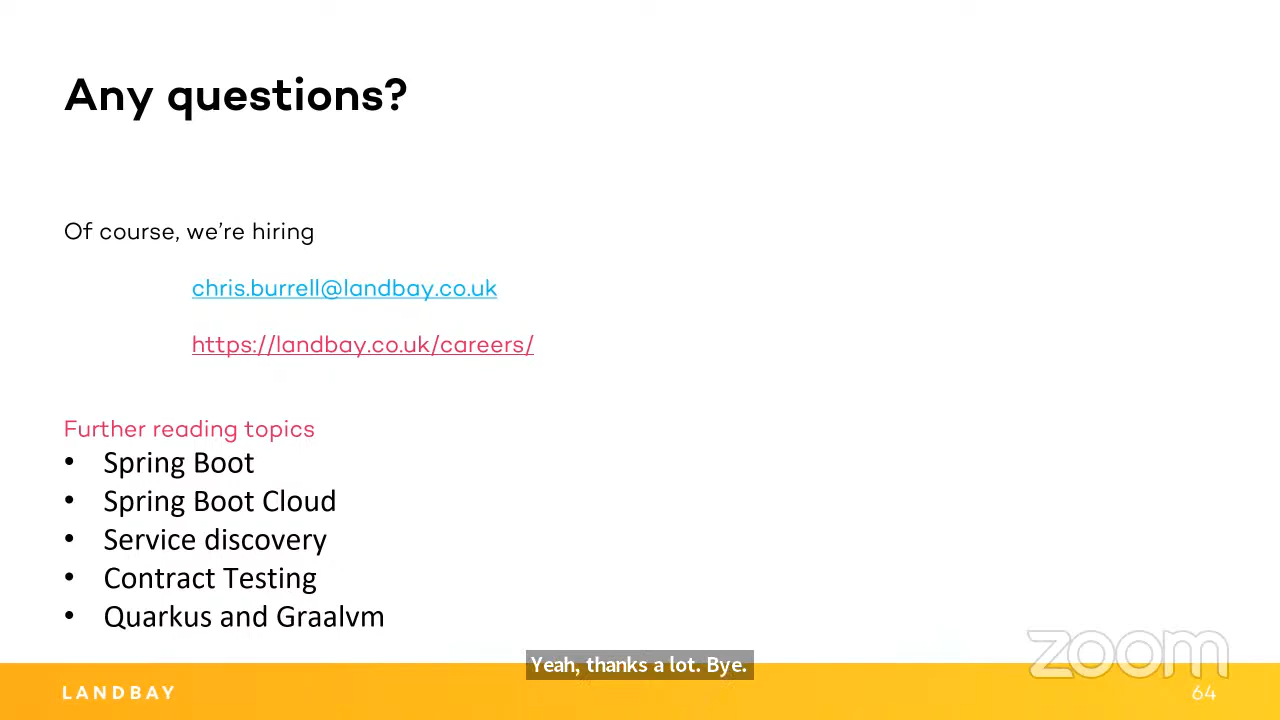 Any questions?
Of course, we're hiring
chris.burrell@landbay.co.uk
https://landbay.co.uk/careers/
Further reading topics
• Spring Boot
• Spring Boot Cloud
• Service discovery
• Contract Testing
• Quarkus and Graalvm
Yeah, thanks a lot. Bye.
zoom
LANDBAY
64